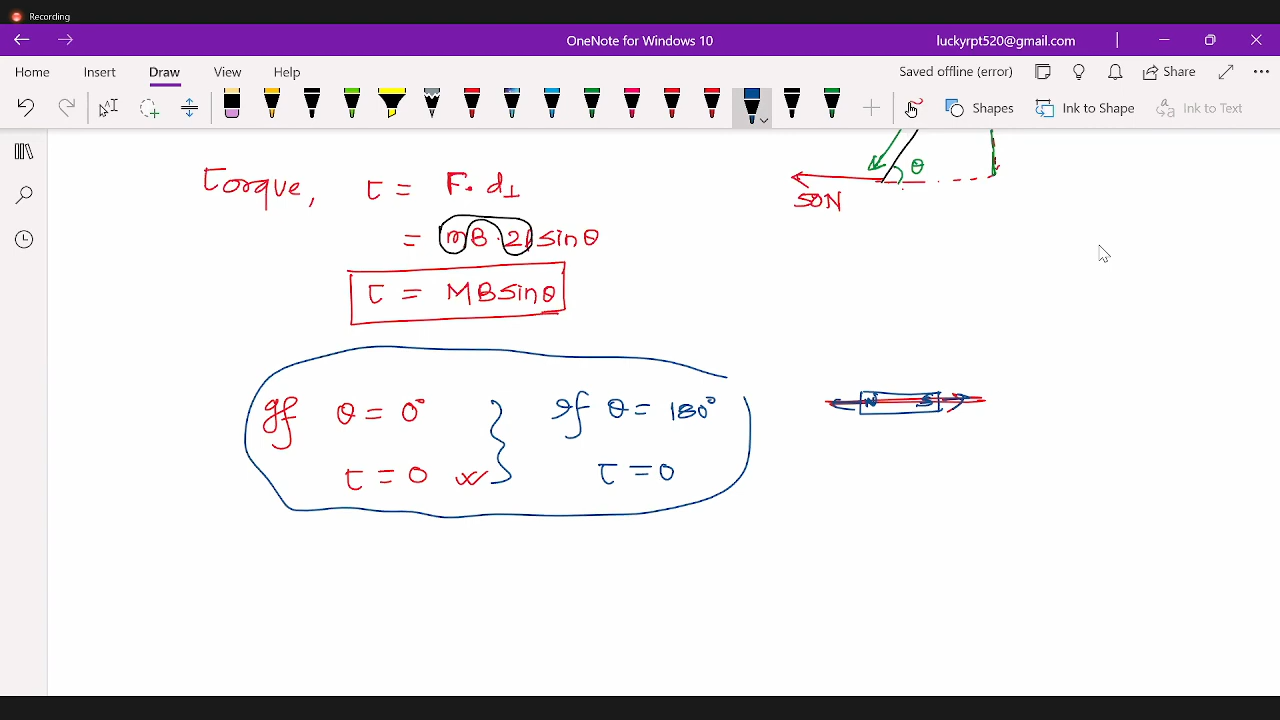 Recording
OneNote for Windows 10
luckyrpt520@gmail.com
Home Insert Draw View Help
Saved offline (error)
Share
Shapes
Ink to Shape
Ink to Text
θ
50N
Torque, τ = F. d⊥
= mB.2l sinθ
τ = MBsinθ
If θ = 0° If θ = 180°
τ = 0 τ = 0
N S